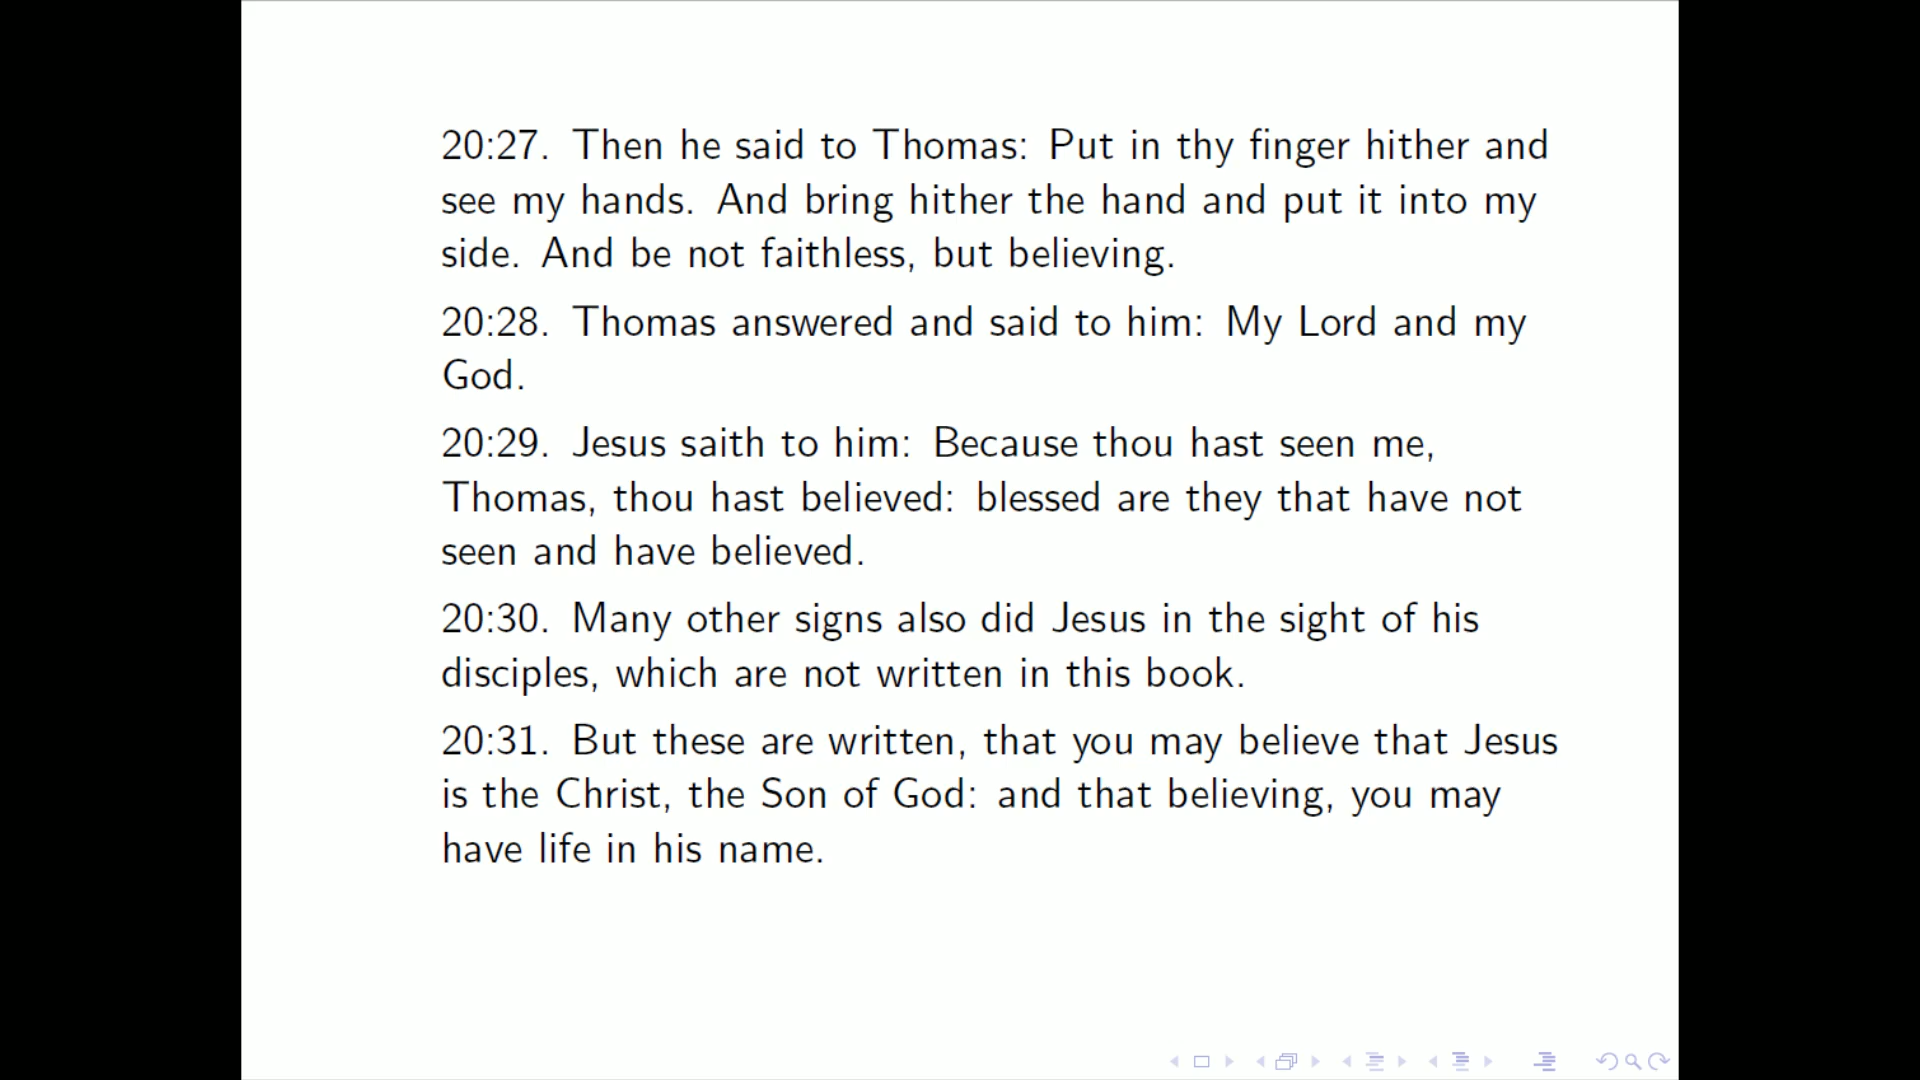 20:27. Then he said to Thomas: Put in thy finger hither and
see my hands. And bring hither the hand and put it into my
side. And be not faithless, but believing.
20:28. Thomas answered and said to him: My Lord and my
God.
20:29. Jesus saith to him: Because thou hast seen me,
Thomas, thou hast believed: blessed are they that have not
seen and have believed.
20:30. Many other signs also did Jesus in the sight of his
disciples, which are not written in this book.
20:31. But these are written, that you may believe that Jesus
is the Christ, the Son of God: and that believing, you may
have life in his name.